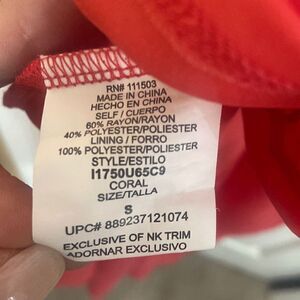 RN# 111503
MADE IN CHINA
HECHO EN CHINA
SELF / CUERPO
60% RAYON/RAYON
40% POLYESTER/POLIESTER
LINING / FORRO
100% POLYESTER/POLIESTER
STYLE/ESTILO
I1750U65C9
CORAL
SIZE/TALLA
S
UPC# 889237121074
EXCLUSIVE OF NK TRIM
ADORNAR EXCLUSIVO